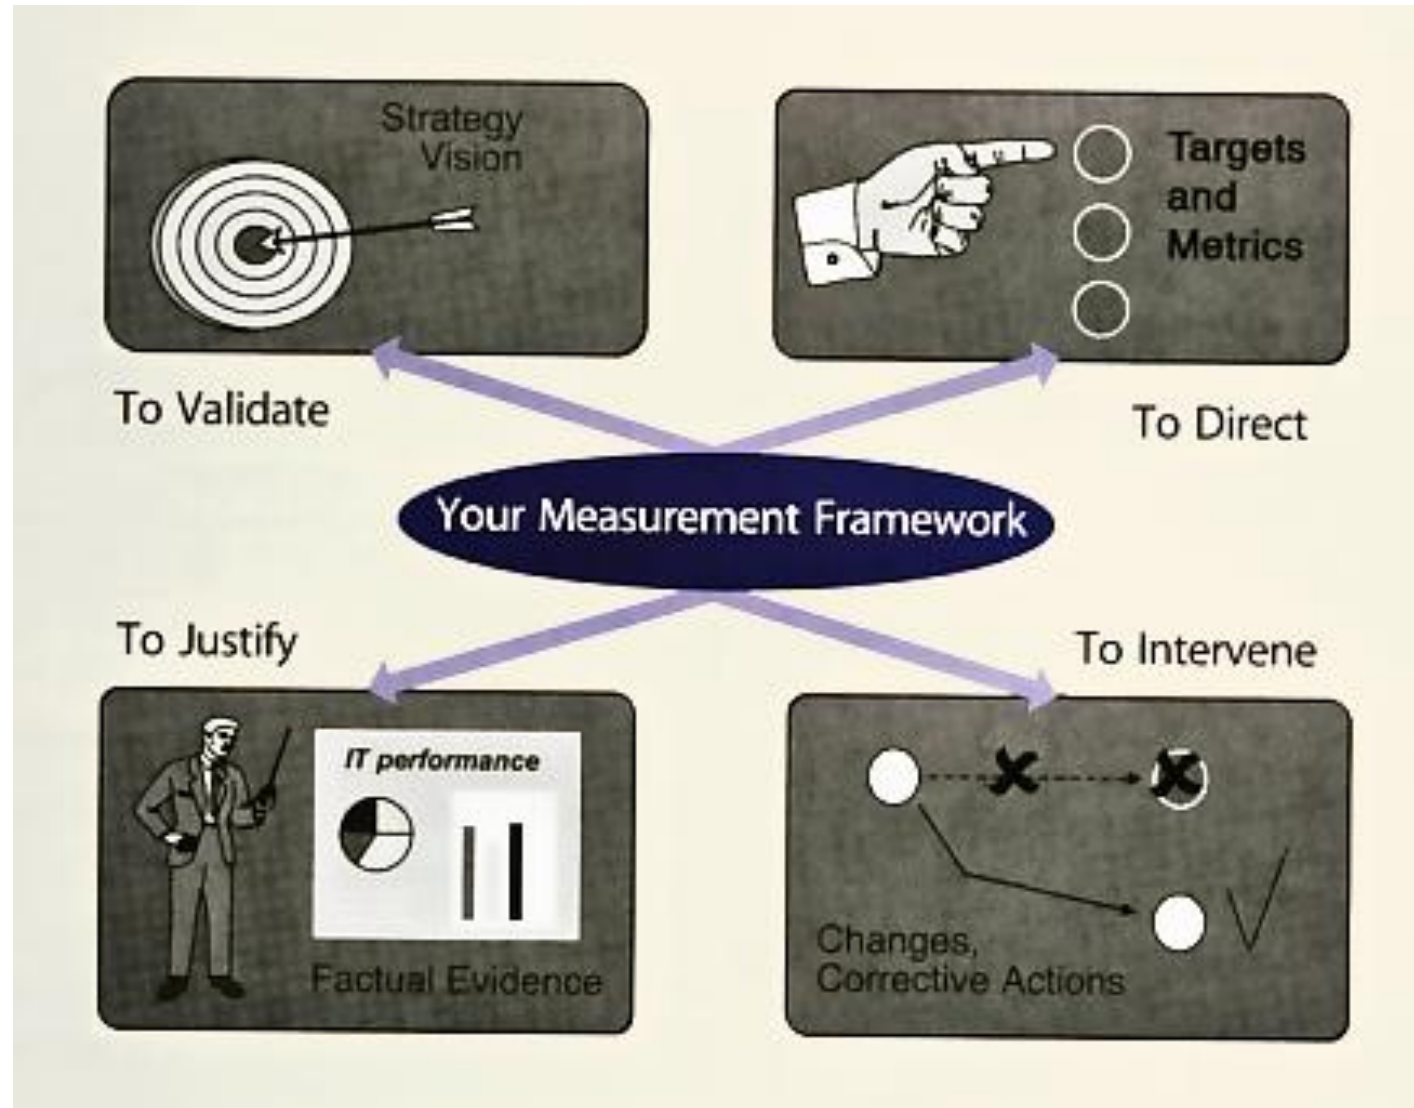 Strategy
Vision
Targets
and
Metrics
To Validate
To Direct
Your Measurement Framework
To Justify
To Intervene
IT performance
Factual Evidence
Changes,
Corrective Actions